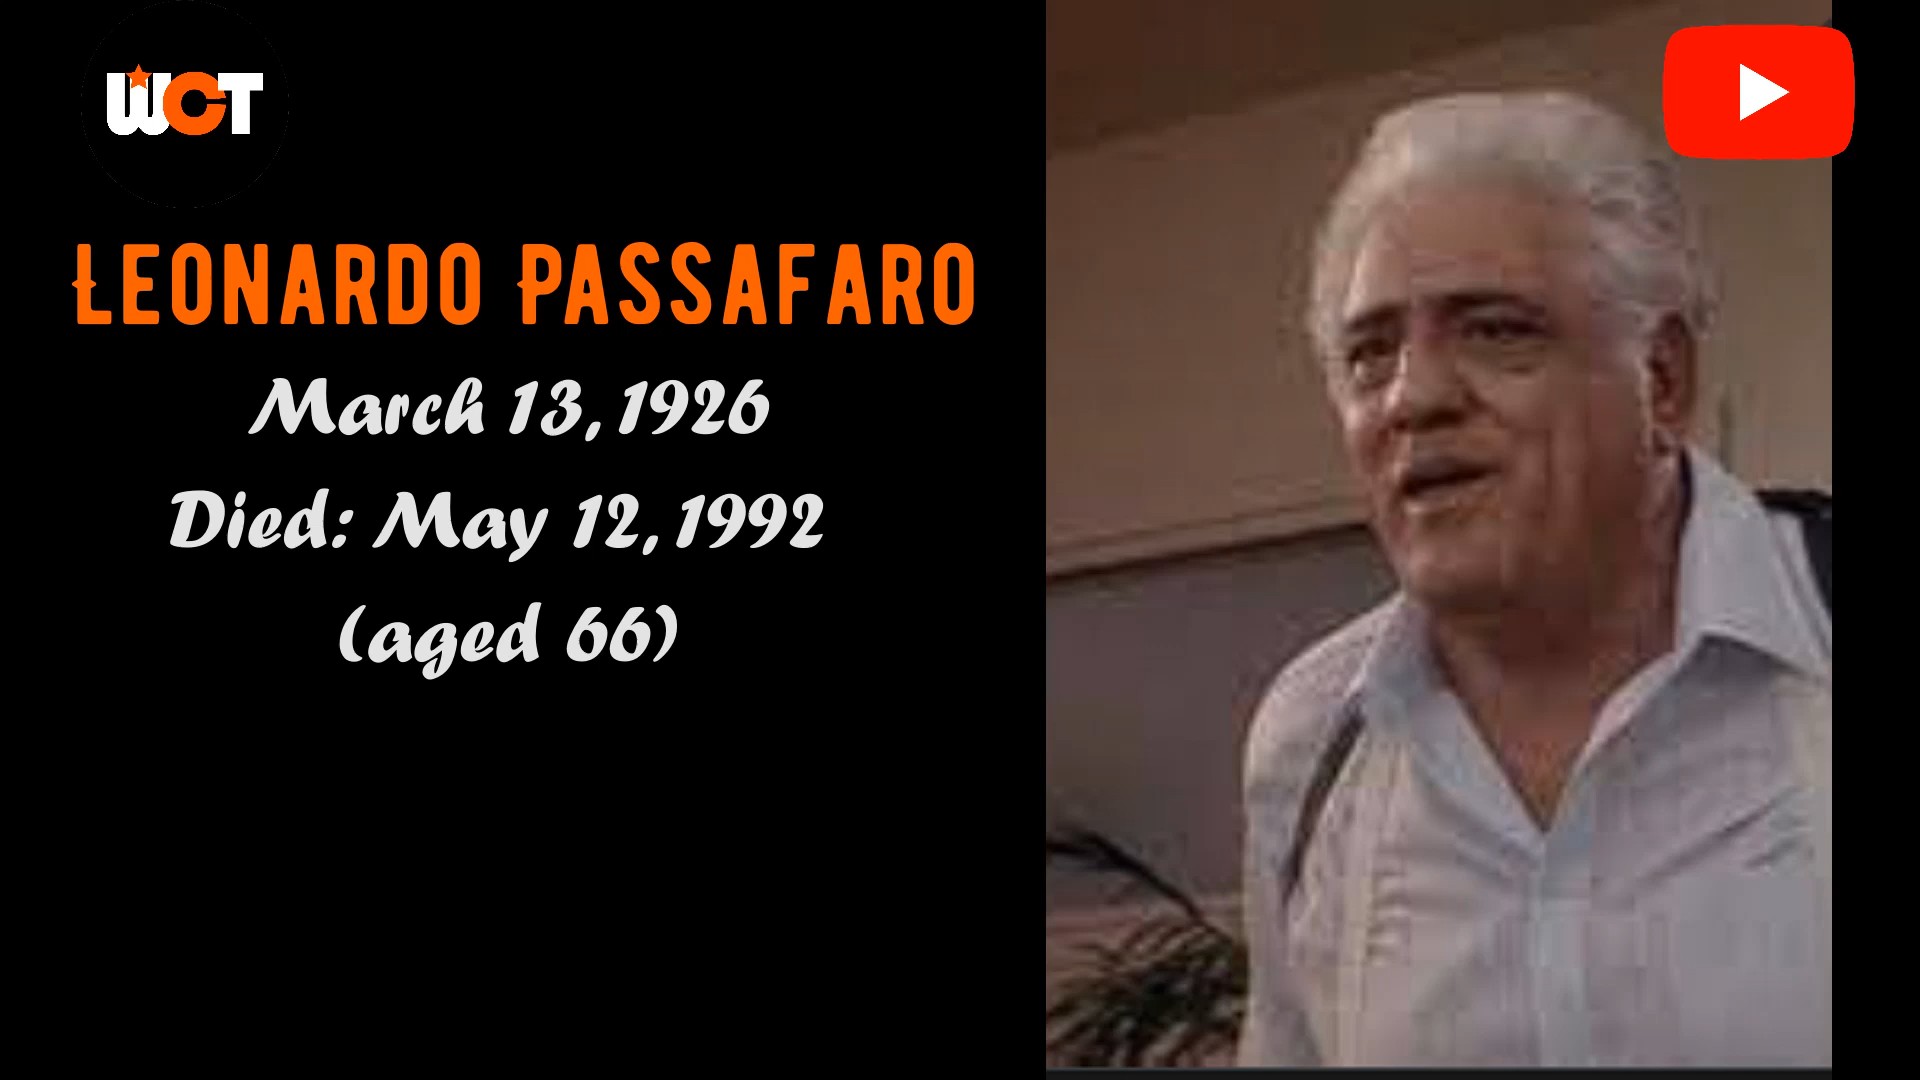 WCT
Leonardo Passafaro
March 13, 1926
Died: May 12, 1992
(aged 66)